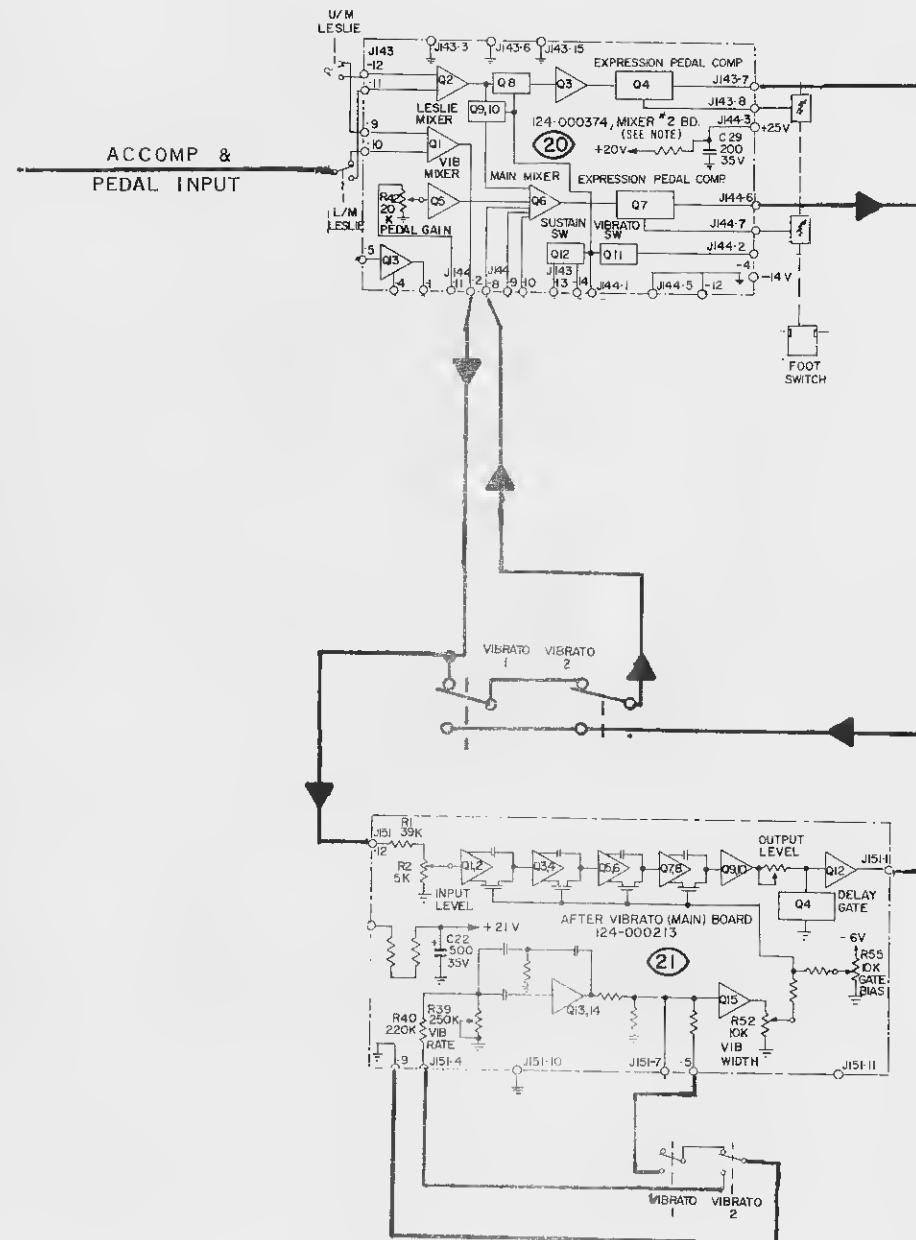 U/M
LESLIE
J143
J143-3
J143-6
J143-15
-12
-11
Q2
Q8
Q3
EXPRESSION PEDAL COMP
Q4
J143-7
J143-8
LESLIE
MIXER
Q9,10
124-000374, MIXER #2 BD.
(SEE NOTE)
J144-3
+25V
-9
-10
Q1
VIB
MIXER
20
+20V
C29
200
35V
ACCOMP &
PEDAL INPUT
L/M
LESLIE
R42
20
K
PEDAL GAIN
Q5
MAIN MIXER
Q6
EXPRESSION PEDAL COMP.
Q7
J144-6
J144-7
SUSTAIN
SW
VIBRATO
SW
Q12
Q11
J144-2
-5
Q13
-4
-1
J144
-11
-2
J144
-8
-9
-10
J143
-13
-14
J144-1
J144-5
-12
-4
-14V
FOOT
SWITCH
VIBRATO
1
VIBRATO
2
J151
-12
R1
39K
R2
5K
INPUT
LEVEL
Q1,2
Q3,4
Q5,6
Q7,8
Q9,10
OUTPUT
LEVEL
Q12
J151-1
Q4
DELAY
GATE
AFTER VIBRATO (MAIN) BOARD
124-000213
21
+21V
C22
500
35V
-6V
R55
10K
GATE
BIAS
R40
220K
R39
250K
VIB
RATE
Q13,14
Q15
R52
10K
VIB
WIDTH
-9
J151-4
J151-10
J151-7
-5
J151-11
VIBRATO
1
VIBRATO
2